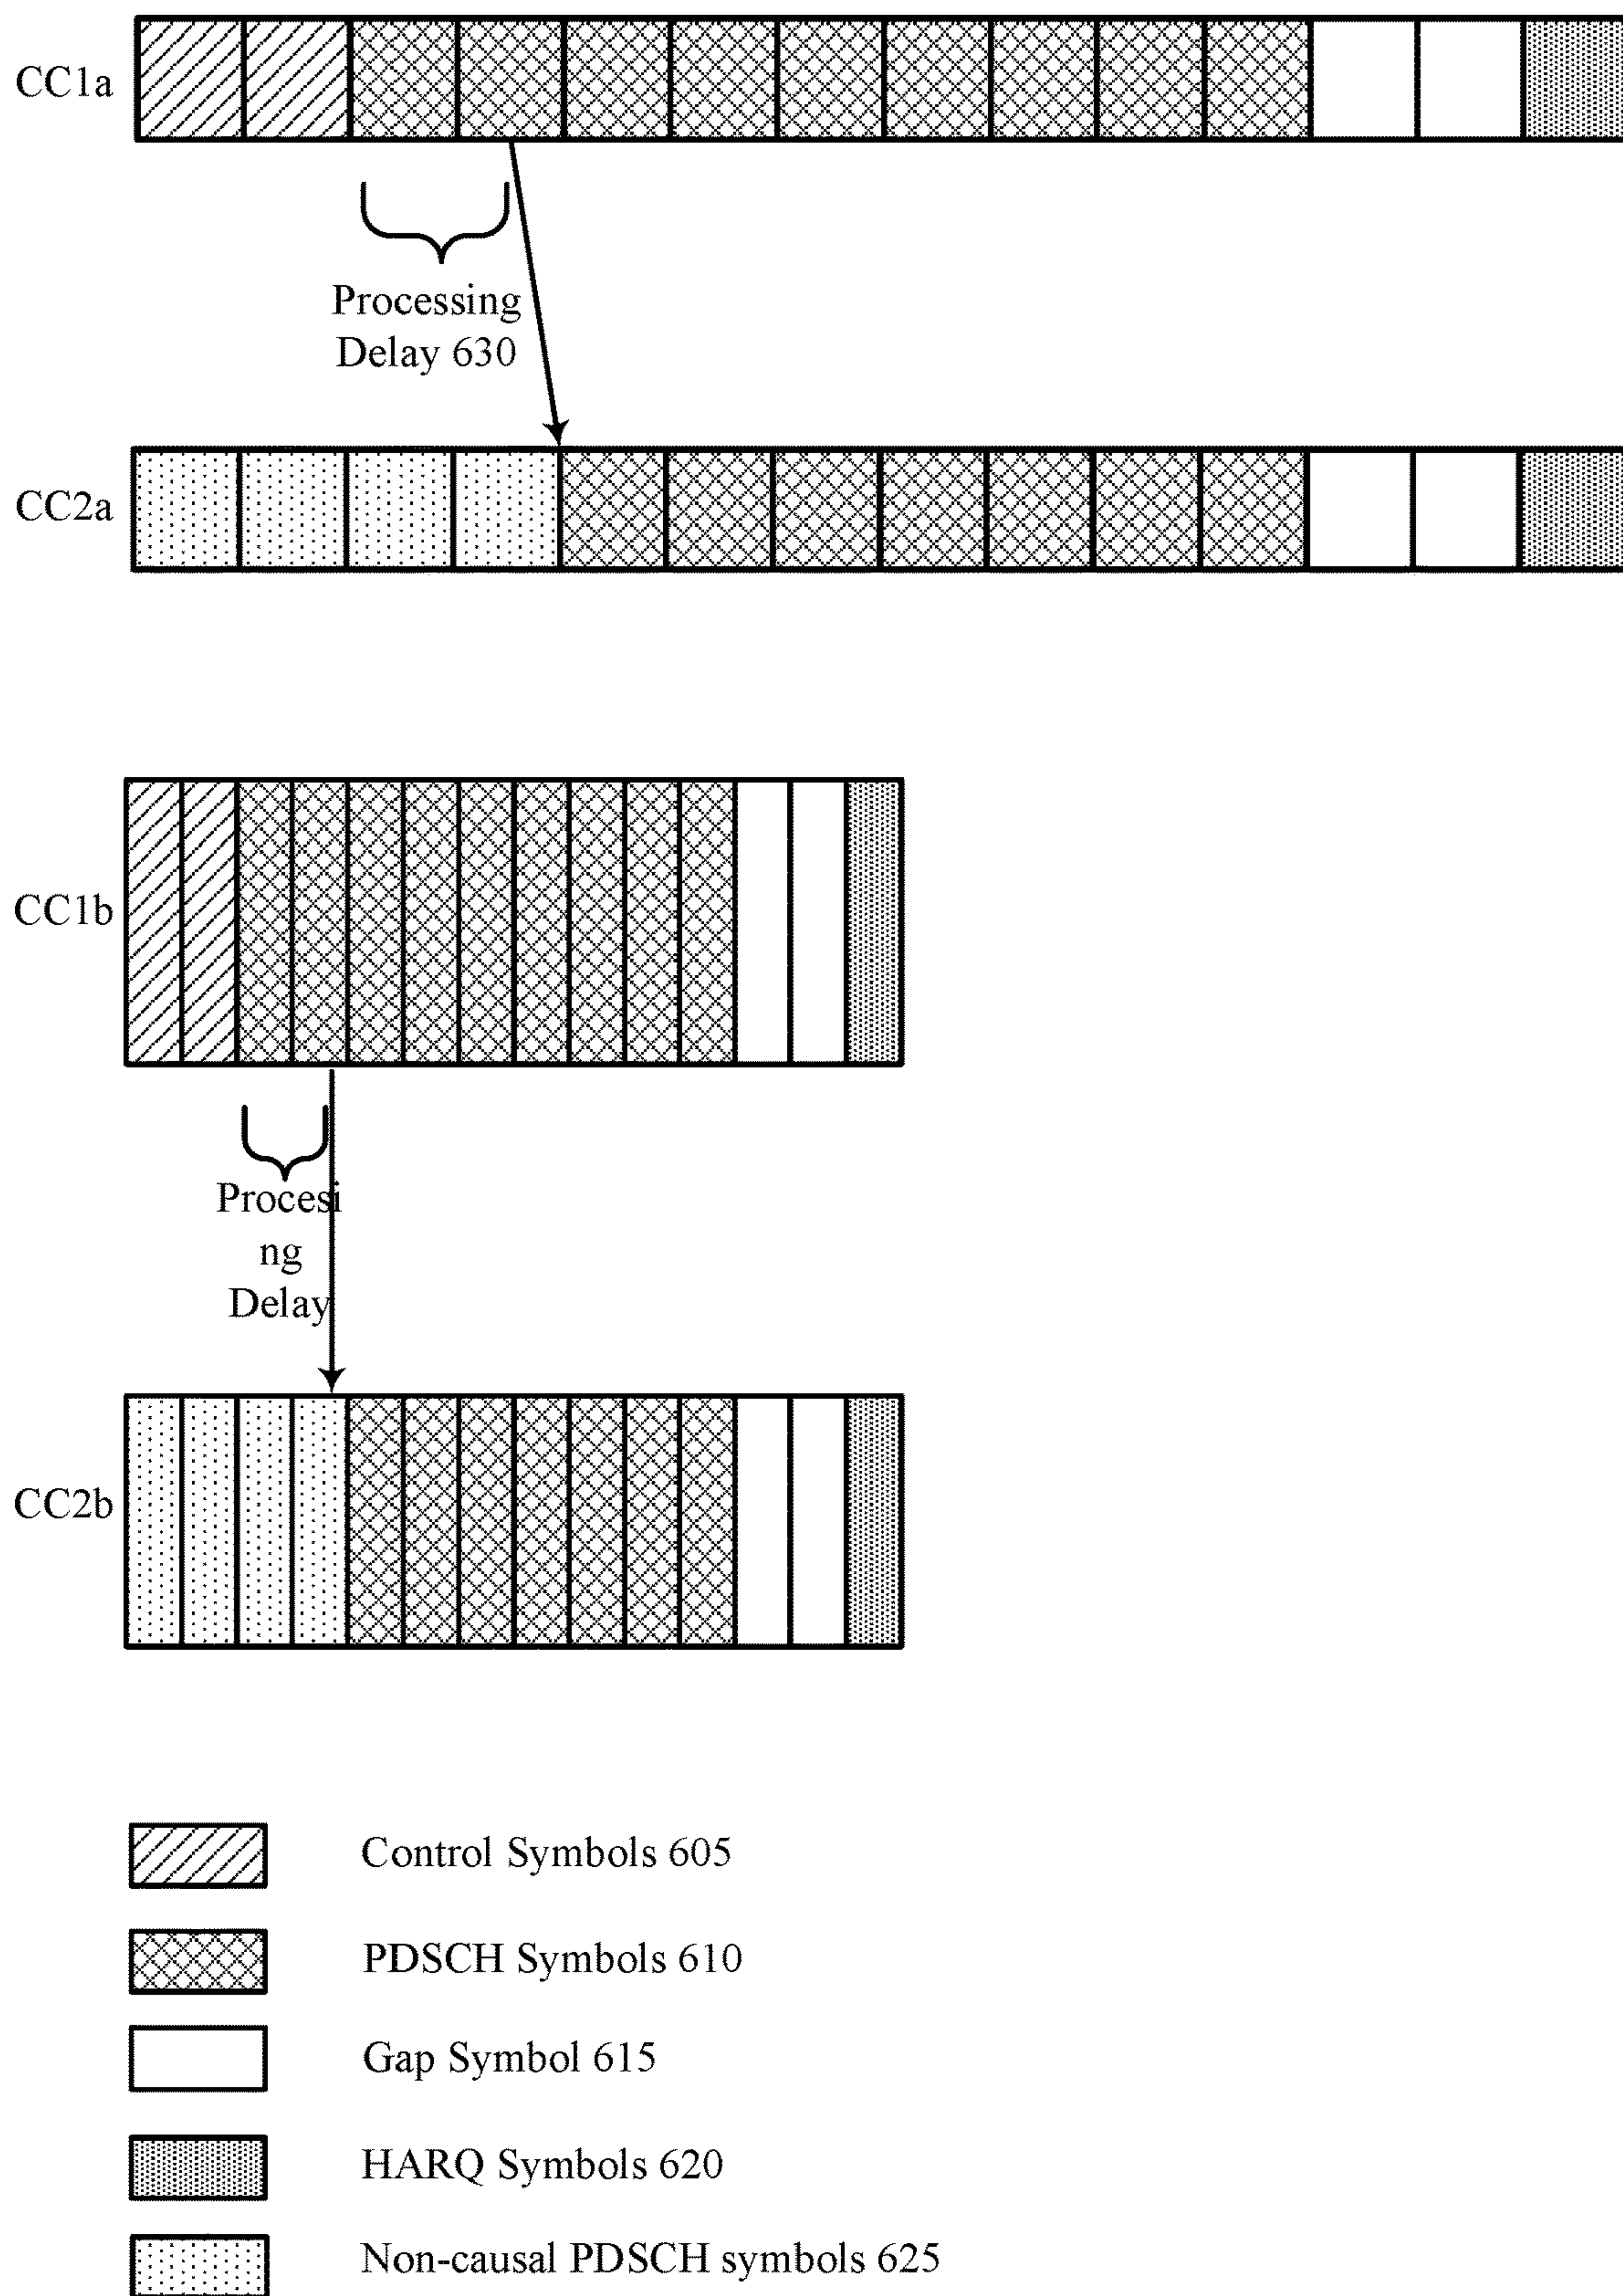 CC1a
Processing
Delay 630
CC2a
CC1b
Procesi
ng
Delay
CC2b
Control Symbols 605
PDSCH Symbols 610
Gap Symbol 615
HARQ Symbols 620
Non-causal PDSCH symbols 625